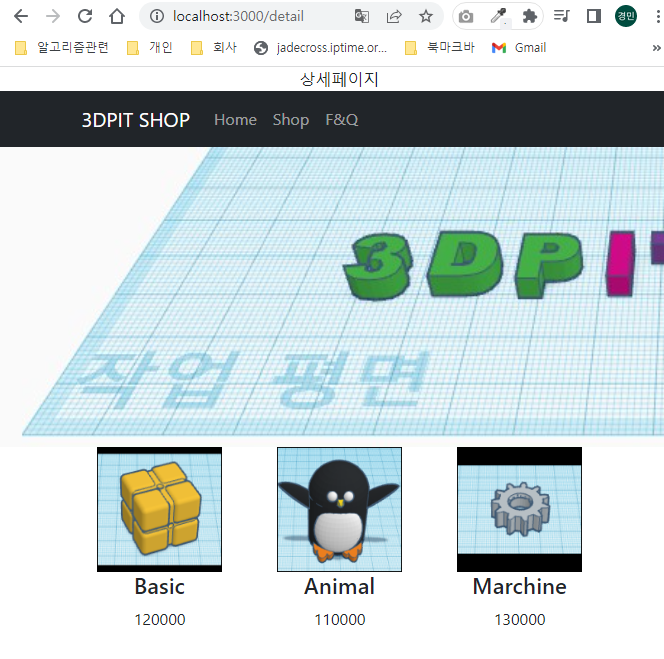 localhost:3000/detail
경민
알고리즘관련 개인 회사 jadecross.iptime.or... 북마크바 Gmail »
상세페이지
3DPIT SHOP Home Shop F&Q
3DPIT
작업 평면
Basic Animal Marchine
120000 110000 130000